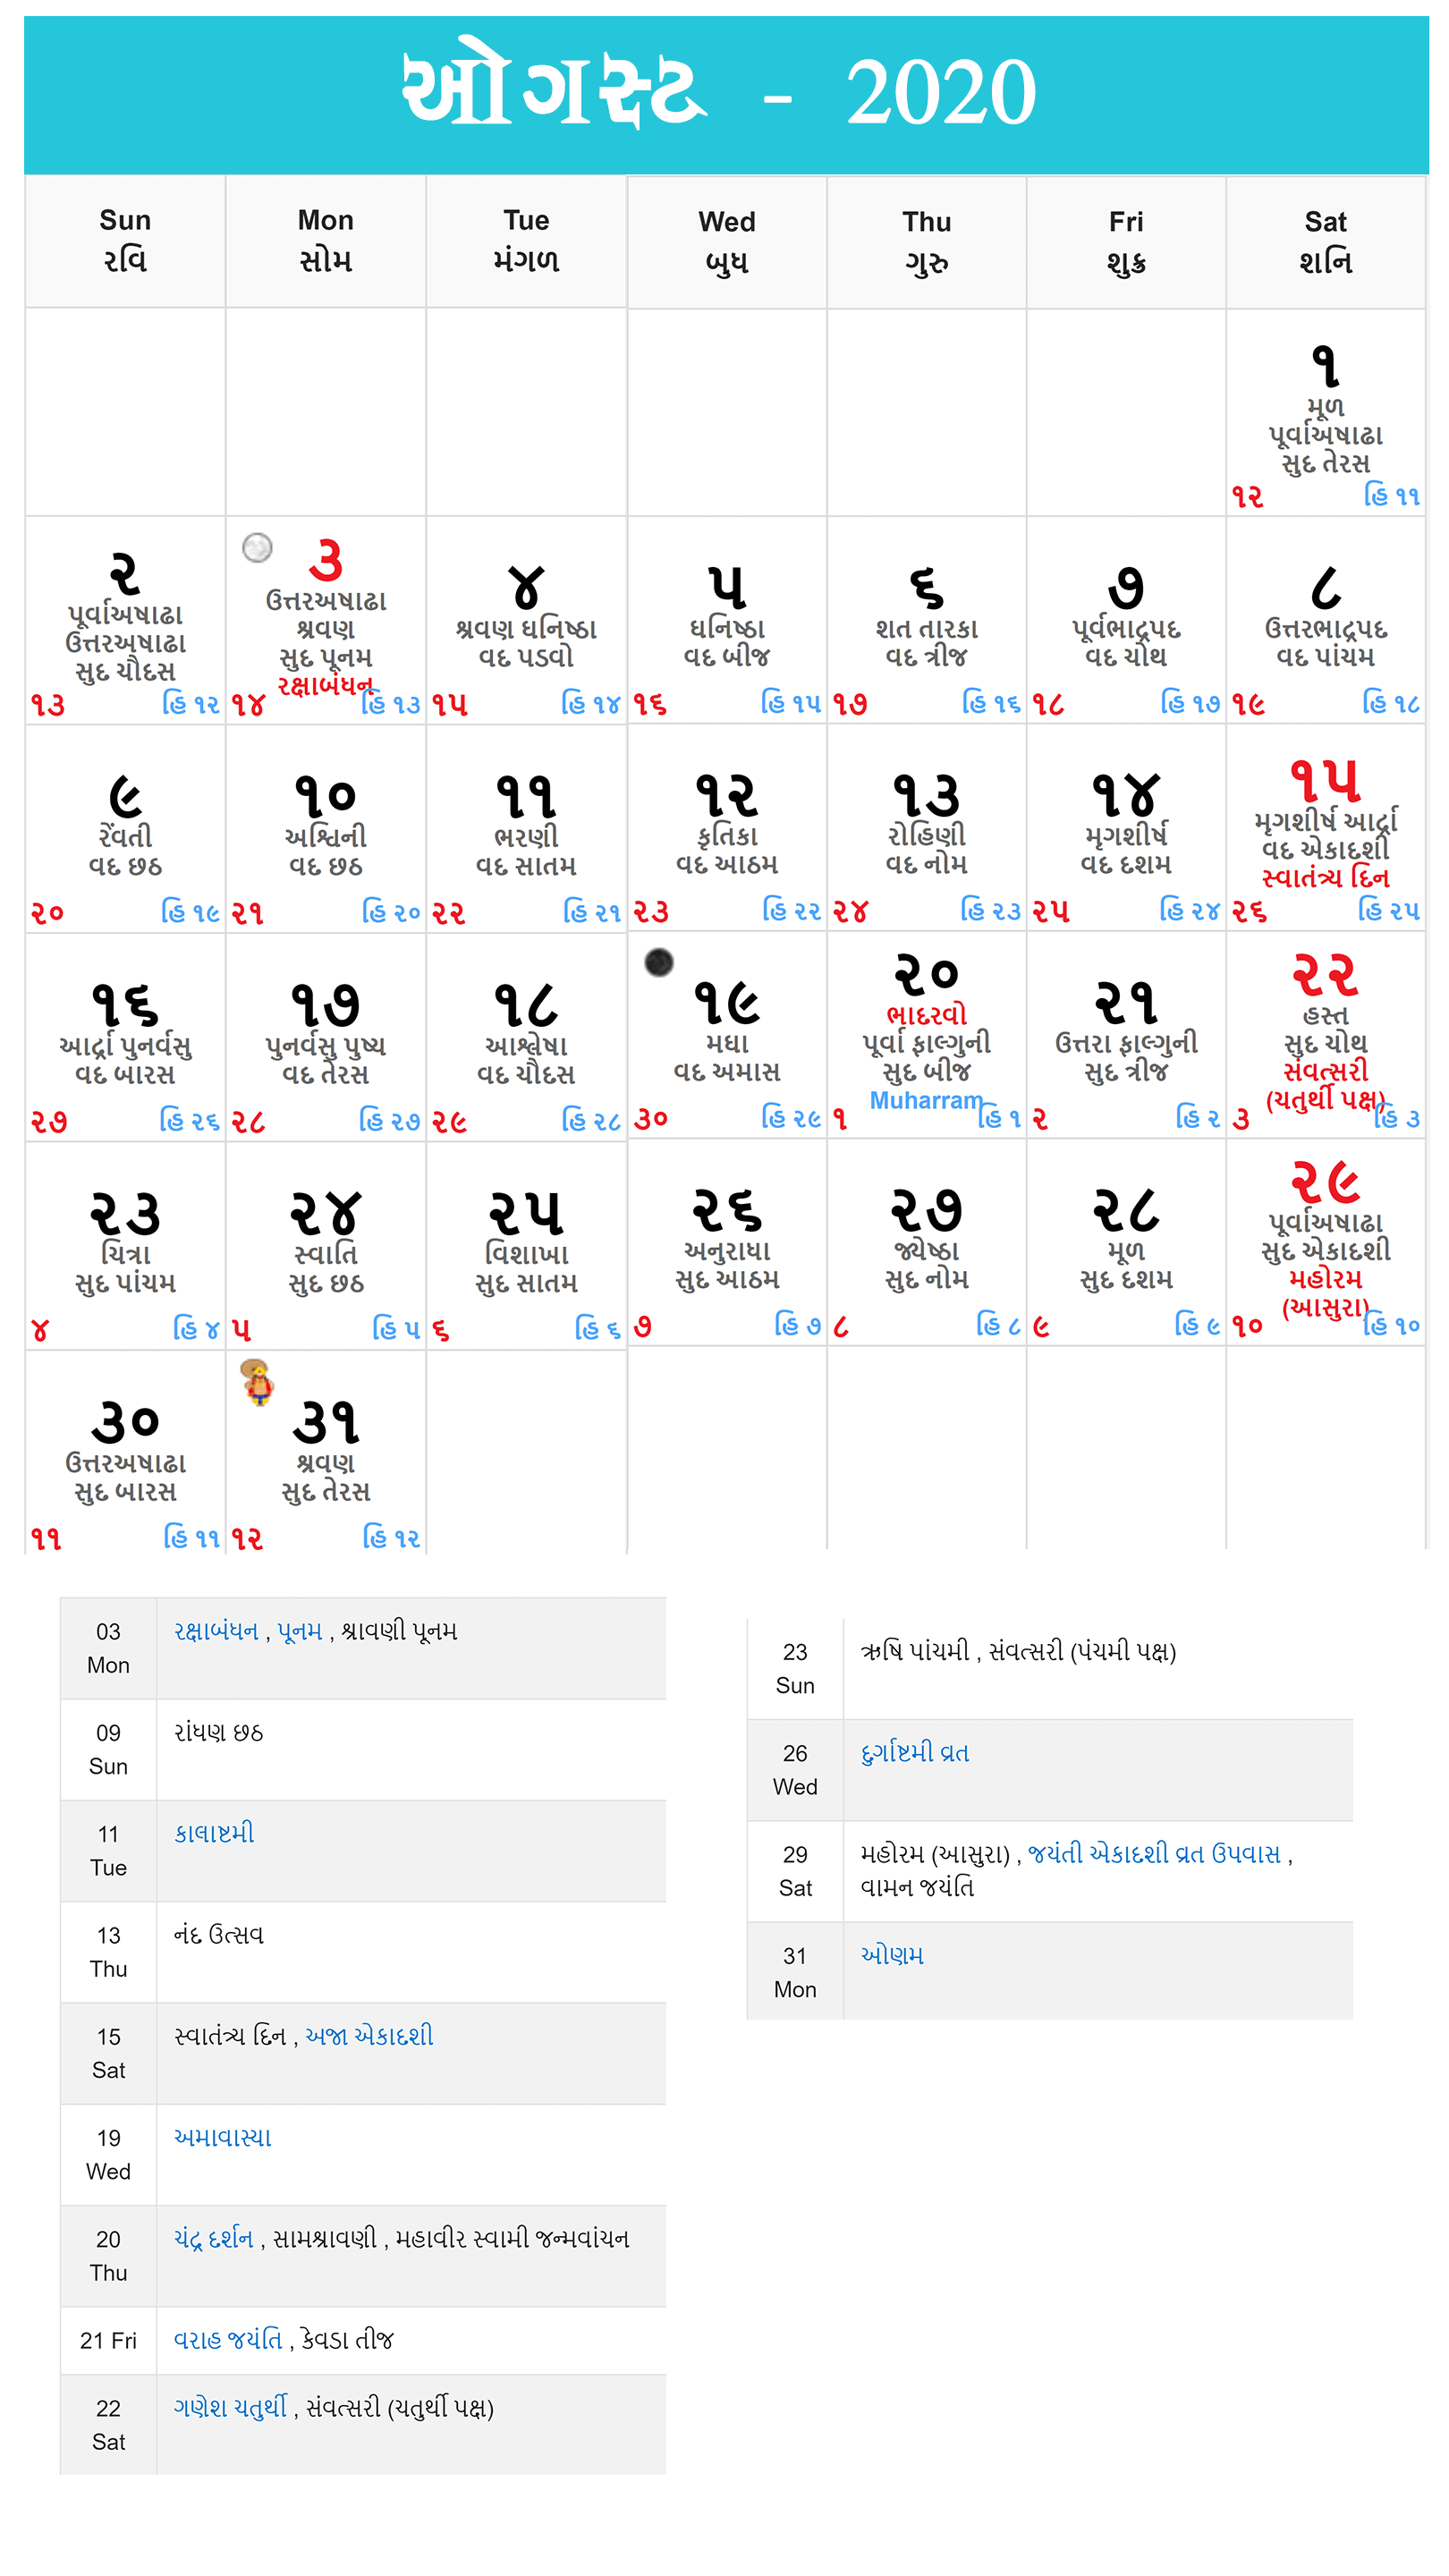 ઓગસ્ટ - 2020
Sun Mon Tue Wed Thu Fri Sat
રવિ સોમ મંગળ બુધ ગુરુ શુક્ર શનિ
૧
મૂળ
પૂર્વાઅષાઢા
સુદ તેરસ
૧૨ હિ ૧૧
૨
પૂર્વાઅષાઢા
ઉત્તરઅષાઢા
સુદ ચૌદસ
૧૩ હિ ૧૨
૩
ઉત્તરઅષાઢા
શ્રવણ
સુદ પૂનમ
રક્ષાબંધન
૧૪ હિ ૧૩
૪
શ્રવણ ધનિષ્ઠા
વદ પડવો
૧૫ હિ ૧૪
૫
ધનિષ્ઠા
વદ બીજ
૧૬ હિ ૧૫
૬
શત તારકા
વદ ત્રીજ
૧૭ હિ ૧૬
૭
પૂર્વભાદ્રપદ
વદ ચોથ
૧૮ હિ ૧૭
૮
ઉત્તરભાદ્રપદ
વદ પાંચમ
૧૯ હિ ૧૮
૯
રેંવતી
વદ છઠ
૨૦ હિ ૧૯
૧૦
અશ્વિની
વદ છઠ
૨૧ હિ ૨૦
૧૧
ભરણી
વદ સાતમ
૨૨ હિ ૨૧
૧૨
કૃતિકા
વદ આઠમ
૨૩ હિ ૨૨
૧૩
રોહિણી
વદ નોમ
૨૪ હિ ૨૩
૧૪
મૃગશીર્ષ
વદ દશમ
૨૫ હિ ૨૪
૧૫
મૃગશીર્ષ આર્દ્રા
વદ એકાદશી
સ્વાતંત્ર્ય દિન
૨૬ હિ ૨૫
૧૬
આર્દ્રા પુનર્વસુ
વદ બારસ
૨૭ હિ ૨૬
૧૭
પુનર્વસુ પુષ્ય
વદ તેરસ
૨૮ હિ ૨૭
૧૮
આશ્લેષા
વદ ચૌદસ
૨૯ હિ ૨૮
૧૯
મઘા
વદ અમાસ
૩૦ હિ ૨૯
૨૦
ભાદરવો
પૂર્વા ફાલ્ગુની
સુદ બીજ
Muharram
૧ હિ ૧
૨૧
ઉત્તરા ફાલ્ગુની
સુદ ત્રીજ
૨ હિ ૨
૨૨
હસ્ત
સુદ ચોથ
સંવત્સરી
(ચતુર્થી પક્ષ)
૩ હિ ૩
૨૩
ચિત્રા
સુદ પાંચમ
૪ હિ ૪
૨૪
સ્વાતિ
સુદ છઠ
૫ હિ ૫
૨૫
વિશાખા
સુદ સાતમ
૬ હિ ૬
૨૬
અનુરાધા
સુદ આઠમ
૭ હિ ૭
૨૭
જ્યેષ્ઠા
સુદ નોમ
૮ હિ ૮
૨૮
મૂળ
સુદ દશમ
૯ હિ ૯
૨૯
પૂર્વાઅષાઢા
સુદ એકાદશી
મહોરમ
(આસુરા)
૧૦ હિ ૧૦
૩૦
ઉત્તરઅષાઢા
સુદ બારસ
૧૧ હિ ૧૧
૩૧
શ્રવણ
સુદ તેરસ
૧૨ હિ ૧૨
03 રક્ષાબંધન , પૂનમ , શ્રાવણી પૂનમ
Mon
09 રાંધણ છઠ
Sun
11 કાલાષ્ટમી
Tue
13 નંદ ઉત્સવ
Thu
15 સ્વાતંત્ર્ય દિન , અજા એકાદશી
Sat
19 અમાવાસ્યા
Wed
20 ચંદ્ર દર્શન , સામશ્રાવણી , મહાવીર સ્વામી જન્મવાંચન
Thu
21 Fri વરાહ જયંતિ , કેવડા તીજ
22 ગણેશ ચતુર્થી , સંવત્સરી (ચતુર્થી પક્ષ)
Sat
23 ઋષિ પાંચમી , સંવત્સરી (પંચમી પક્ષ)
Sun
26 દુર્ગાષ્ટમી વ્રત
Wed
29 મહોરમ (આસુરા) , જયંતી એકાદશી વ્રત ઉપવાસ ,
Sat વામન જયંતિ
31 ઓણમ
Mon